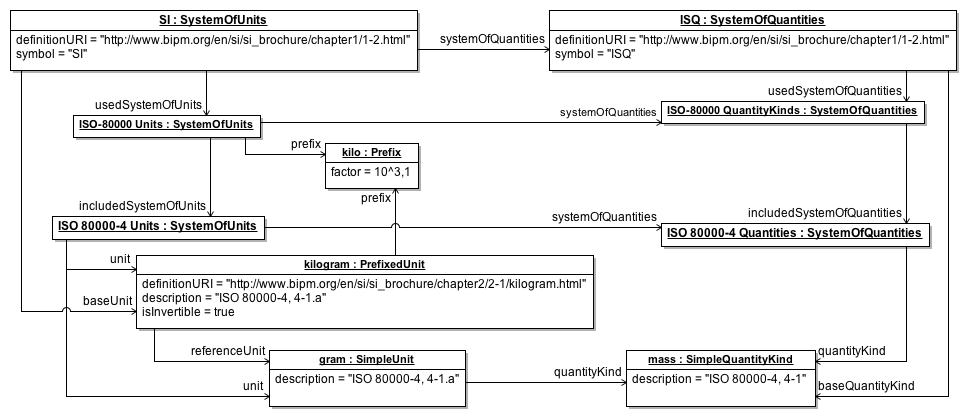 SI : SystemOfUnits
definitionURI = "http://www.bipm.org/en/si/si_brochure/chapter1/1-2.html"
symbol = "SI"
systemOfQuantities
ISQ : SystemOfQuantities
definitionURI = "http://www.bipm.org/en/si/si_brochure/chapter1/1-2.html"
symbol = "ISQ"
usedSystemOfUnits
usedSystemOfQuantities
ISO-80000 Units : SystemOfUnits
systemOfQuantities
ISO-80000 QuantityKinds : SystemOfQuantities
prefix
kilo : Prefix
factor = 10^3,1
prefix
includedSystemOfUnits
includedSystemOfQuantities
ISO 80000-4 Units : SystemOfUnits
systemOfQuantities
ISO 80000-4 Quantities : SystemOfQuantities
unit
kilogram : PrefixedUnit
definitionURI = "http://www.bipm.org/en/si/si_brochure/chapter2/2-1/kilogram.html"
description = "ISO 80000-4, 4-1.a"
isInvertible = true
baseUnit
referenceUnit
gram : SimpleUnit
description = "ISO 80000-4, 4-1.a"
unit
quantityKind
mass : SimpleQuantityKind
description = "ISO 80000-4, 4-1"
quantityKind
baseQuantityKind